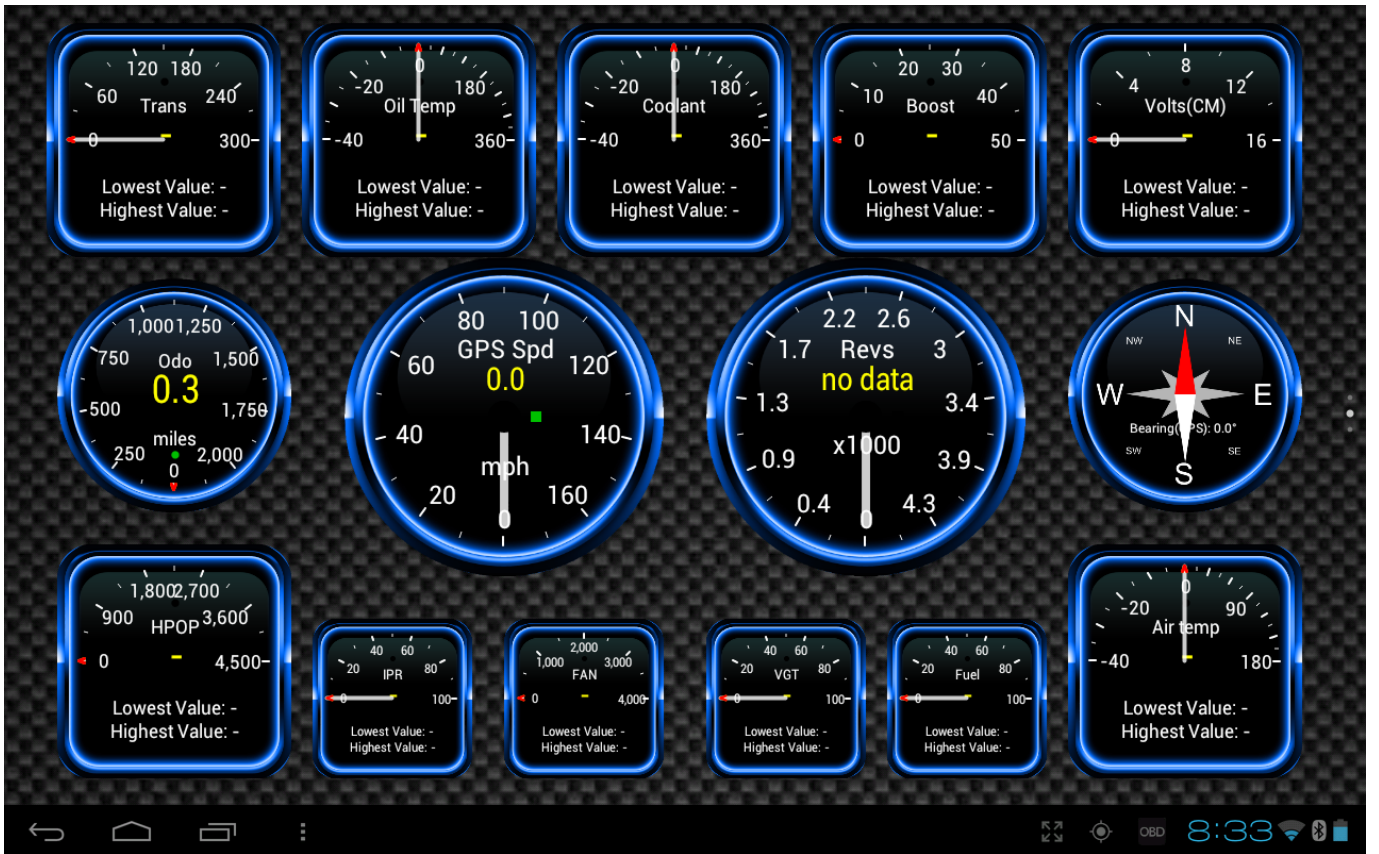 120 180
60 240
Trans
0 300
Lowest Value: -
Highest Value: -
0
-20 180
Oil Temp
-40 360
Lowest Value: -
Highest Value: -
0
-20 180
Coolant
-40 360
Lowest Value: -
Highest Value: -
20 30
10 40
Boost
0 50
Lowest Value: -
Highest Value: -
8
4 12
Volts(CM)
0 16
Lowest Value: -
Highest Value: -
1,000 1,250
750 1,500
Odo
0.3
500 1,750
miles
250 2,000
0
80 100
GPS Spd
60 120
0.0
40 140
mph
20 160
0
2.2 2.6
1.7 Revs 3
no data
1.3 3.4
x1000
0.9 3.9
0.4 4.3
0
N
NW NE
W E
Bearing(GPS): 0.0°
SW SE
S
1,800 2,700
900 3,600
HPOP
0 4,500
Lowest Value: -
Highest Value: -
40 60
20 80
IPR
0 100
Lowest Value: -
Highest Value: -
2,000
1,000 3,000
FAN
0 4,000
Lowest Value: -
Highest Value: -
40 60
20 80
VGT
0 100
Lowest Value: -
Highest Value: -
40 60
20 80
Fuel
0 100
Lowest Value: -
Highest Value: -
0
-20 90
Air temp
-40 180
Lowest Value: -
Highest Value: -
OBD 8:33